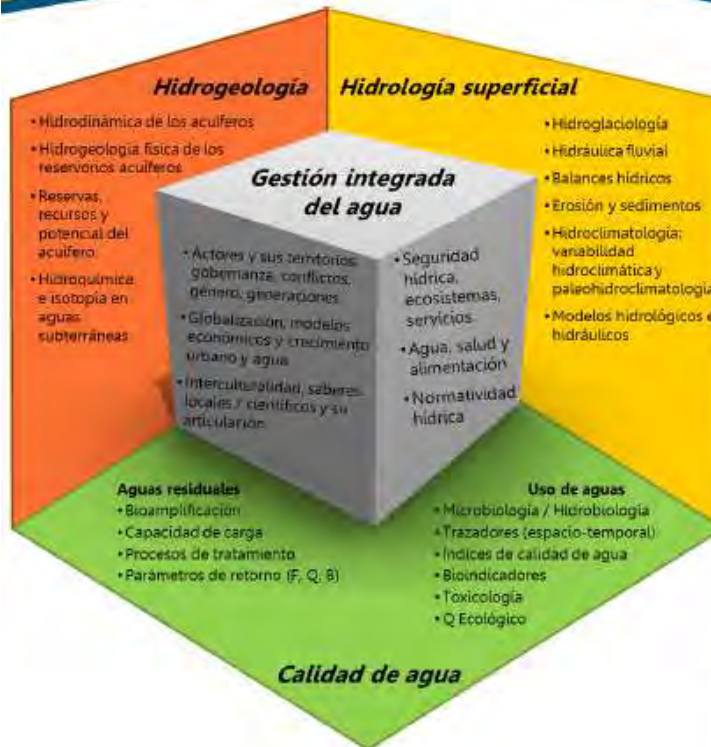 Hidrogeología
• Hidrodinámica de los acuíferos
• Hidrogeología física de los
reservorios acuíferos
• Reservas,
recursos y
potencial del
acuífero
• Hidroquímica
e isotopía en
aguas
subterráneas
Hidrología superficial
• Hidroglaciología
• Hidráulica fluvial
• Balances hídricos
• Erosión y sedimentos
• Hidroclimatología:
variabilidad
hidroclimática y
paleohidroclimatología
• Modelos hidrológicos e
hidráulicos
Gestión integrada
del agua
• Actores y sus territorios:
gobernanza, conflictos,
género, generaciones
• Globalización, modelos
económicos y crecimiento
urbano y agua
• Interculturalidad, saberes
locales / científicos y su
articulación
• Seguridad
hídrica,
ecosistemas,
servicios
• Agua, salud y
alimentación
• Normatividad
hídrica
Aguas residuales
• Bioamplificación
• Capacidad de carga
• Procesos de tratamiento
• Parámetros de retorno (F, Q, B)
Uso de aguas
• Microbiología / Hidrobiología
• Trazadores (espacio-temporal)
• Índices de calidad de agua
• Bioindicadores
• Toxicología
• Q Ecológico
Calidad de agua